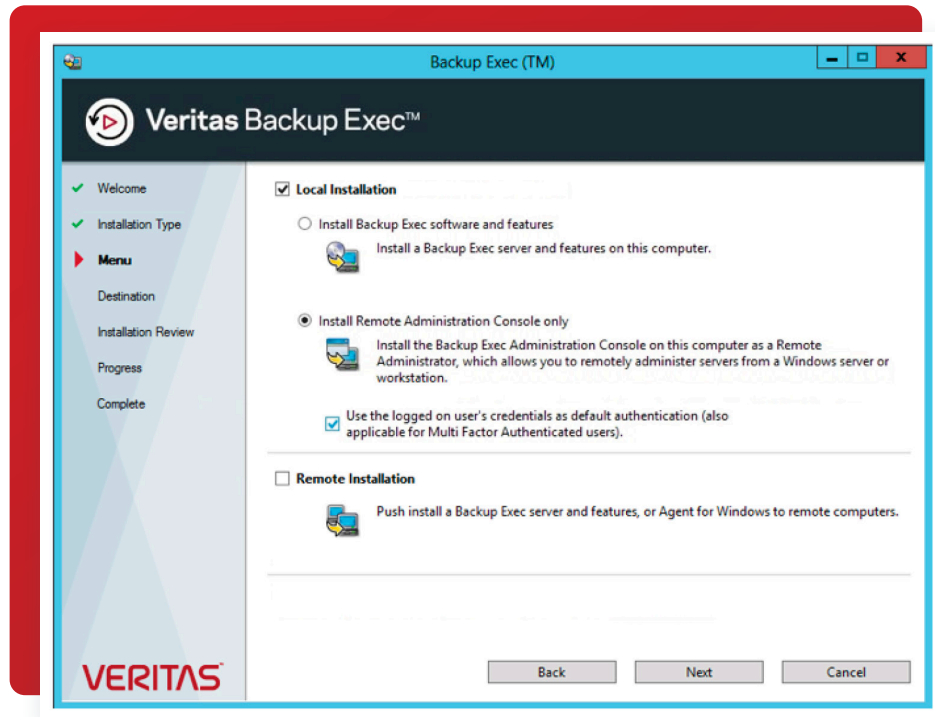 Backup Exec (TM)
Veritas Backup Exec™
Welcome
Installation Type
Menu
Destination
Installation Review
Progress
Complete
Local Installation
Install Backup Exec software and features
Install a Backup Exec server and features on this computer.
Install Remote Administration Console only
Install the Backup Exec Administration Console on this computer as a Remote
Administrator, which allows you to remotely administer servers from a Windows server or
workstation.
Use the logged on user's credentials as default authentication (also
applicable for Multi Factor Authenticated users).
Remote Installation
Push install a Backup Exec server and features, or Agent for Windows to remote computers.
VERITAS
Back
Next
Cancel